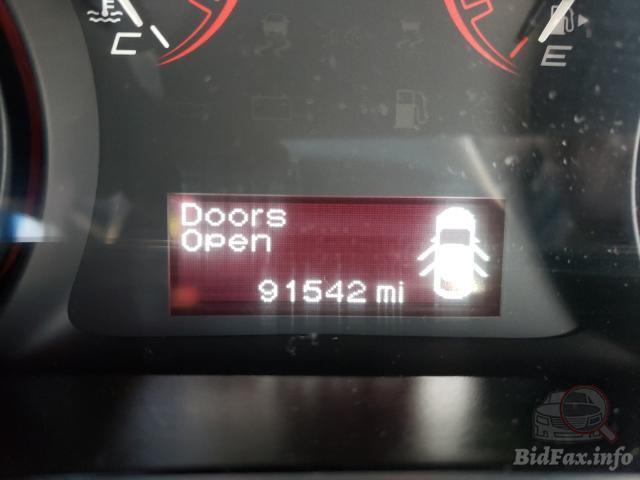 C
E
Doors
Open
91542 mi
BidFax.info